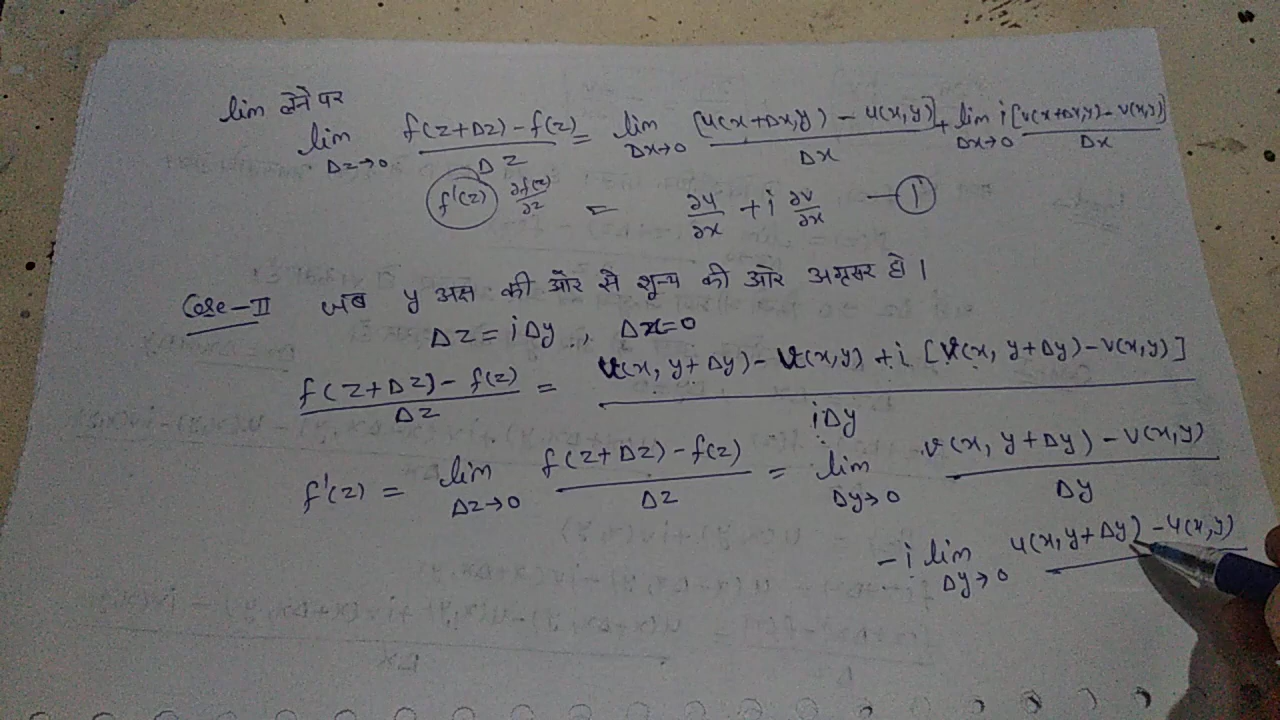 lim लेने पर
lim Δz→0 f(z+Δz)-f(z) / Δz = lim Δx→0 [u(x+Δx,y) - u(x,y)] / Δx + lim Δx→0 i[v(x+Δx,y) - v(x,y)] / Δx
f'(z) ∂f(z)/∂z = ∂u/∂x + i ∂v/∂x — ①
Case-II जब y अक्ष की ओर से शून्य की ओर अग्रसर हो।
Δz = iΔy, Δx=0
f(z+Δz)-f(z) / Δz = u(x, y+Δy) - u(x,y) + i [v(x, y+Δy) - v(x,y)] / iΔy
f'(z) = lim Δz→0 f(z+Δz)-f(z) / Δz = lim Δy→0 v(x, y+Δy) - v(x,y) / Δy
-i lim Δy→0 u(x, y+Δy) - u(x,y)